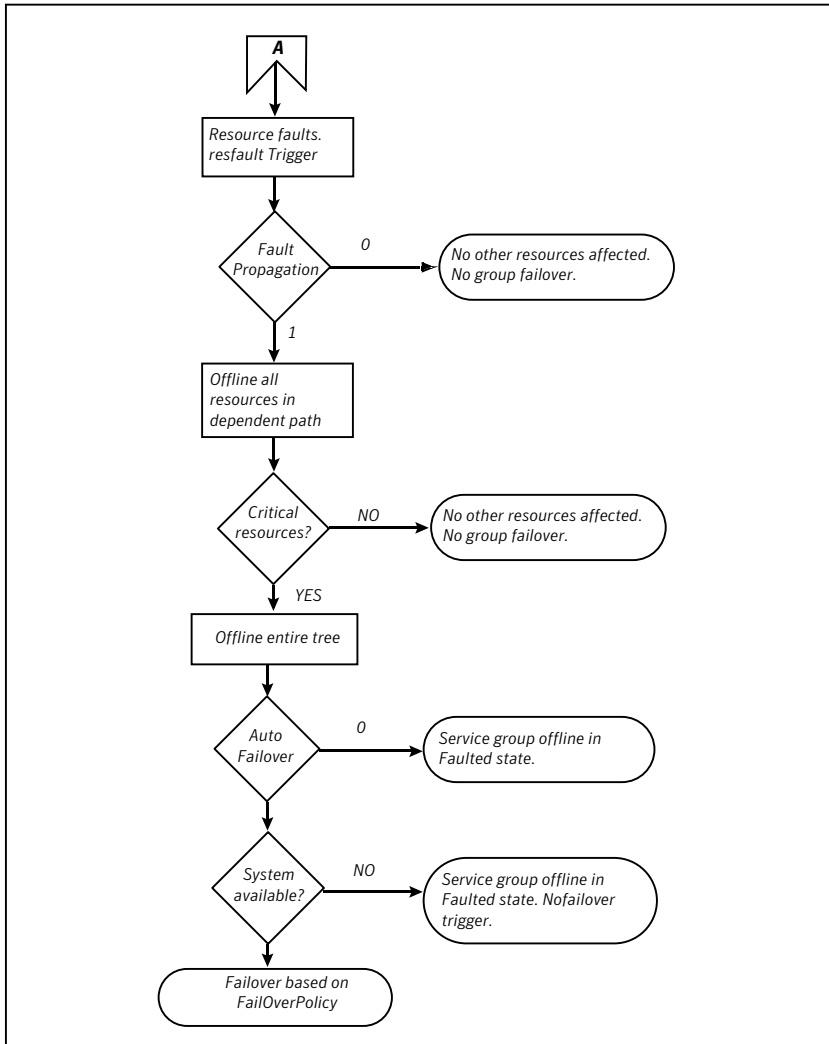 A
Resource faults.
resfault Trigger
Fault
Propagation
0
No other resources affected.
No group failover.
1
Offline all
resources in
dependent path
Critical
resources?
NO
No other resources affected.
No group failover.
YES
Offline entire tree
Auto
Failover
0
Service group offline in
Faulted state.
System
available?
NO
Service group offline in
Faulted state. Nofailover
trigger.
Failover based on
FailOverPolicy